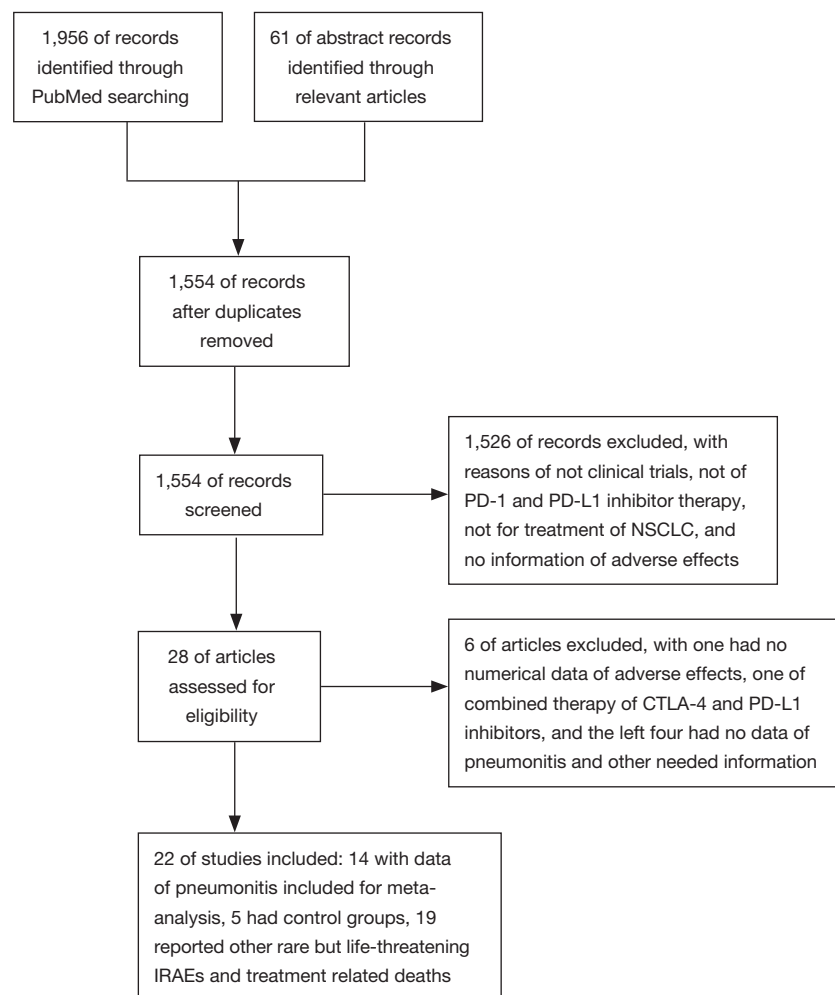 1,956 of records
identified through
PubMed searching
61 of abstract records
identified through
relevant articles
1,554 of records
after duplicates
removed
1,554 of records
screened
1,526 of records excluded, with
reasons of not clinical trials, not of
PD-1 and PD-L1 inhibitor therapy,
not for treatment of NSCLC, and
no information of adverse effects
28 of articles
assessed for
eligibility
6 of articles excluded, with one had no
numerical data of adverse effects, one of
combined therapy of CTLA-4 and PD-L1
inhibitors, and the left four had no data of
pneumonitis and other needed information
22 of studies included: 14 with data
of pneumonitis included for meta-
analysis, 5 had control groups, 19
reported other rare but life-threatening
IRAEs and treatment related deaths